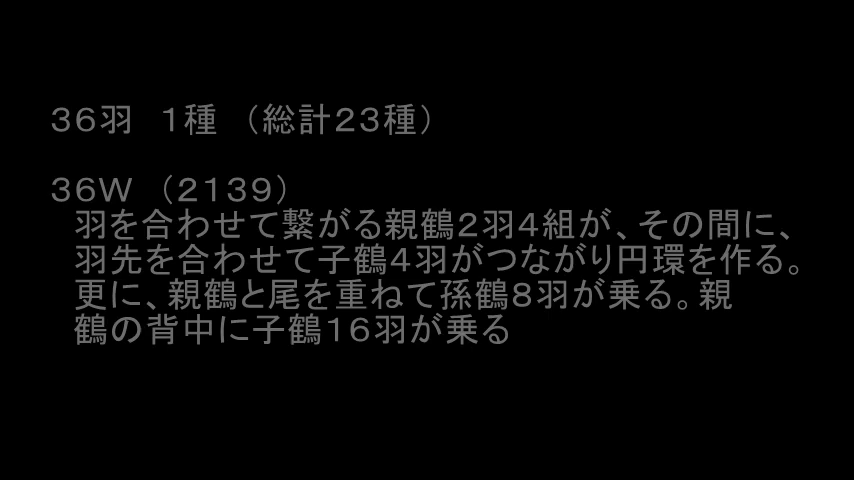 ３６羽　１種　（総計２３種）
３６Ｗ　（２１３９）
羽を合わせて繋がる親鶴２羽４組が、その間に、
羽先を合わせて子鶴４羽がつながり円環を作る。
更に、親鶴と尾を重ねて孫鶴８羽が乗る。親
鶴の背中に子鶴１６羽が乗る